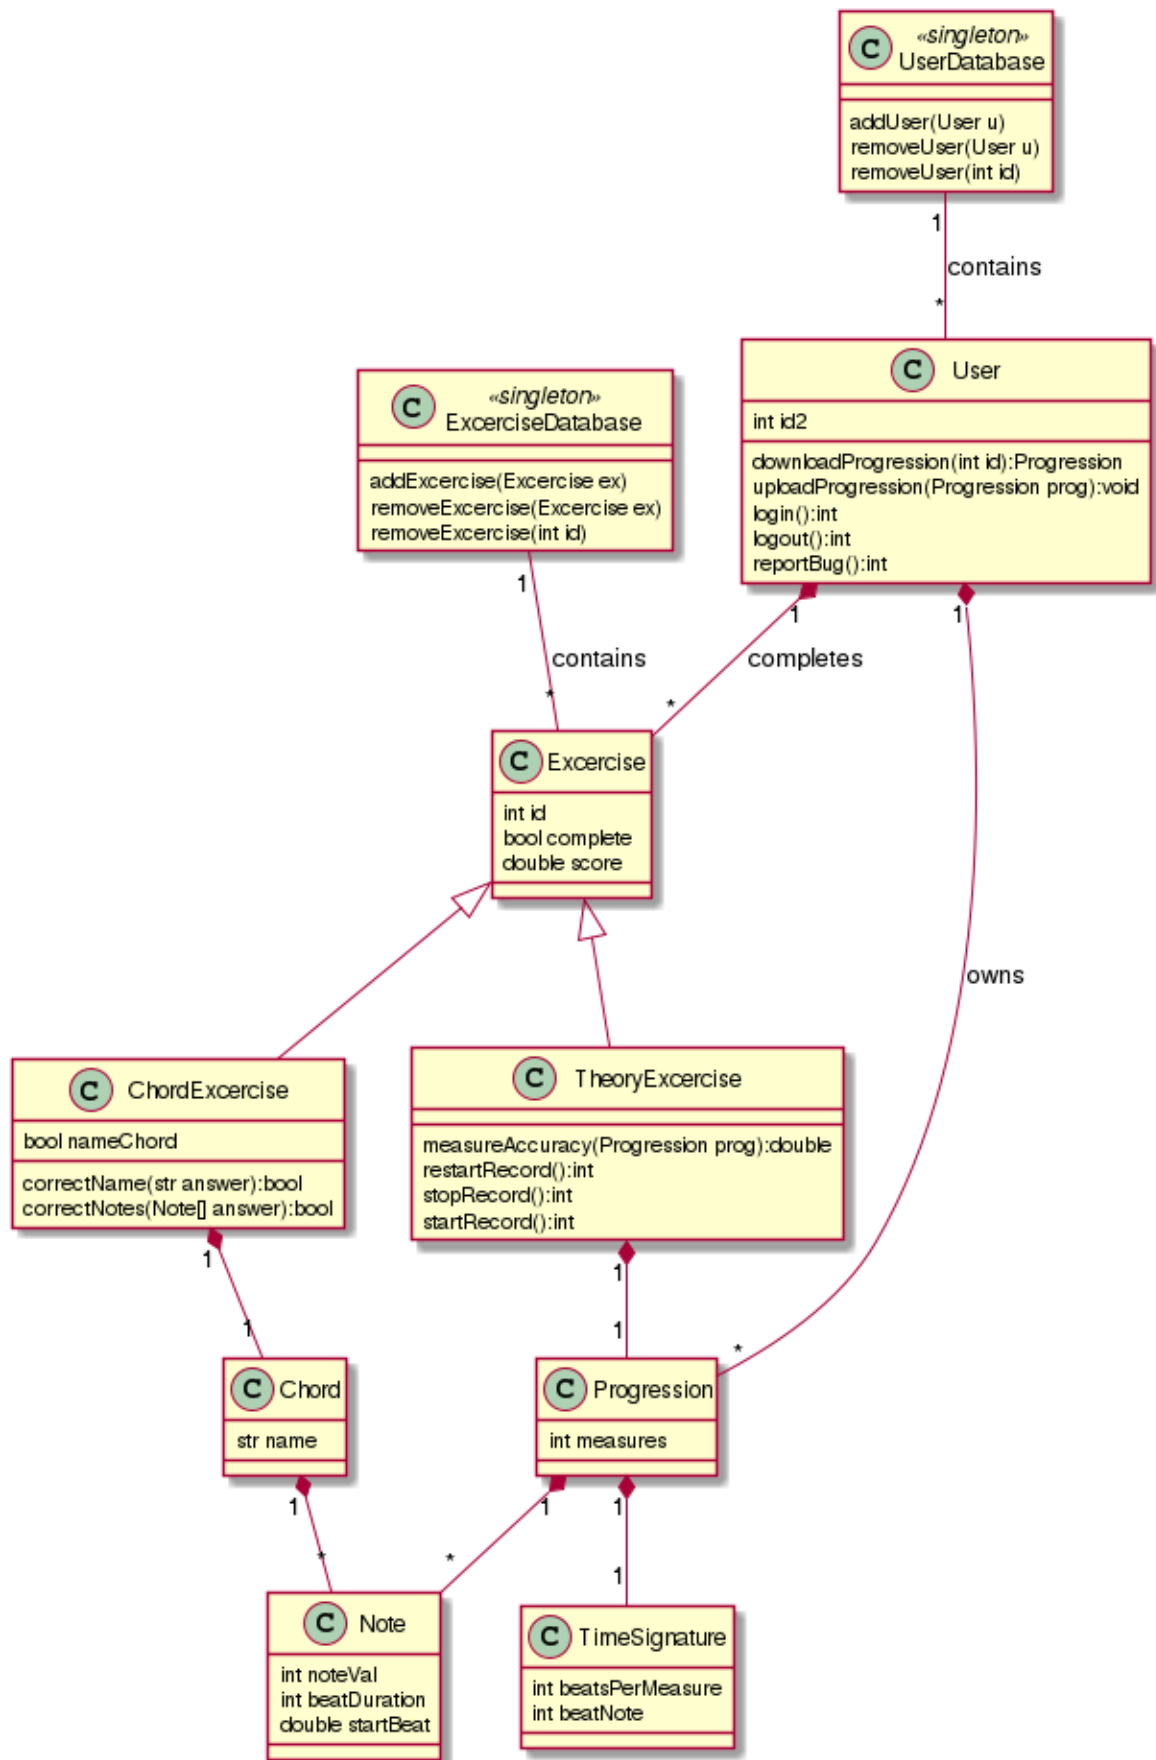 «singleton»
C UserDatabase
addUser(User u)
removeUser(User u)
removeUser(int id)
1
contains
*
C User
int id2
downloadProgression(int id):Progression
uploadProgression(Progression prog):void
login():int
logout():int
reportBug():int
«singleton»
C ExcerciseDatabase
addExcercise(Excercise ex)
removeExcercise(Excercise ex)
removeExcercise(int id)
1
contains
*
1
completes
*
1
owns
*
C Excercise
int id
bool complete
double score
C ChordExcercise
bool nameChord
correctName(str answer):bool
correctNotes(Note[] answer):bool
C TheoryExcercise
measureAccuracy(Progression prog):double
restartRecord():int
stopRecord():int
startRecord():int
1
1
1
1
C Chord
str name
C Progression
int measures
1
*
1
*
1
1
C Note
int noteVal
int beatDuration
double startBeat
C TimeSignature
int beatsPerMeasure
int beatNote